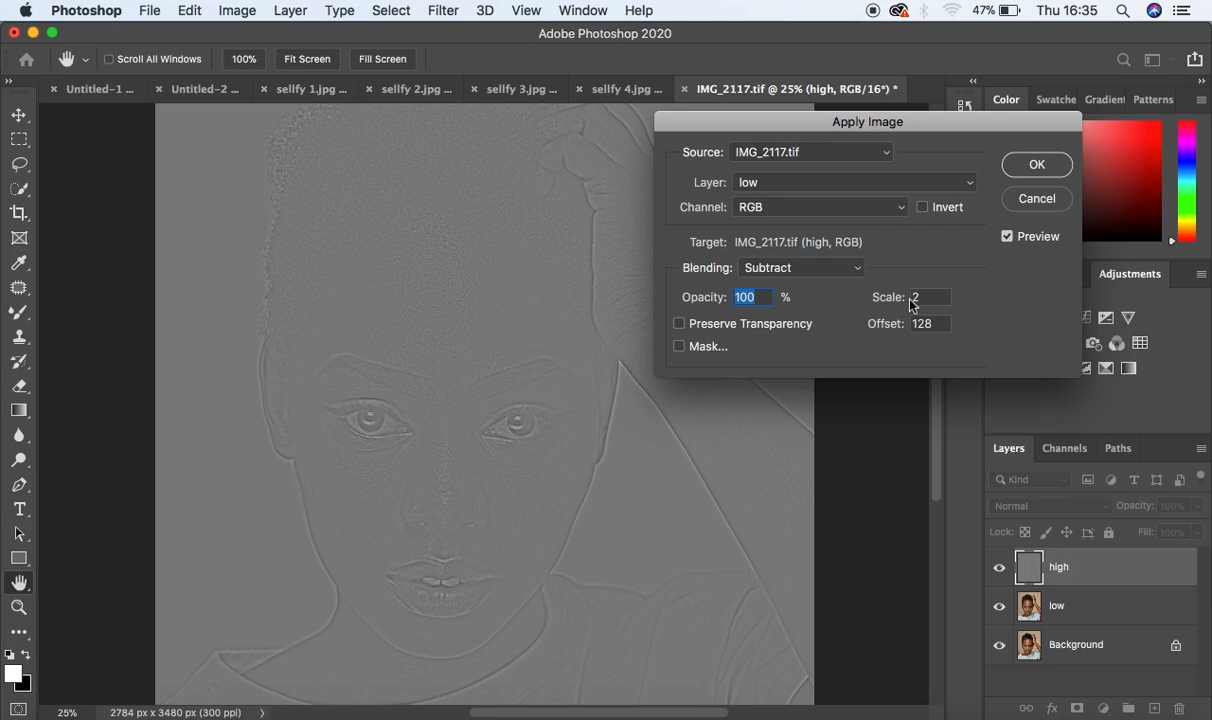 Photoshop File Edit Image Layer Type Select Filter 3D View Window Help 47% Thu 16:35
Adobe Photoshop 2020
Scroll All Windows 100% Fit Screen Fill Screen
Untitled-1 ... Untitled-2 ... sellfy 1.jpg ... sellfy 2.jpg ... sellfy 3.jpg ... sellfy 4.jpg ... IMG_2117.tif @ 25% (high, RGB/16*) *
Color Swatche Gradient Patterns
Apply Image
Source: IMG_2117.tif
OK
Layer: low
Cancel
Channel: RGB Invert
Preview
Target: IMG_2117.tif (high, RGB)
Blending: Subtract
Opacity: 100 % Scale: 2
Preserve Transparency Offset: 128
Mask...
Adjustments
Layers Channels Paths
Kind
Normal Opacity: 100%
Lock: Fill: 100%
high
low
Background
25% 2784 px x 3480 px (300 ppi)